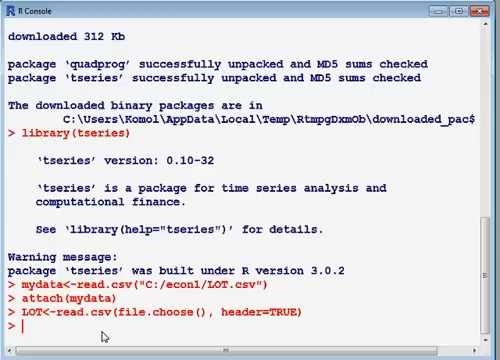 R Console
downloaded 312 Kb
package 'quadprog' successfully unpacked and MD5 sums checked
package 'tseries' successfully unpacked and MD5 sums checked
The downloaded binary packages are in
C:\Users\Komol\AppData\Local\Temp\RtmpgDxmOb\downloaded_pac$
> library(tseries)
'tseries' version: 0.10-32
'tseries' is a package for time series analysis and
computational finance.
See 'library(help="tseries")' for details.
Warning message:
package 'tseries' was built under R version 3.0.2
> mydata<-read.csv("C:/econ1/LOT.csv")
> attach(mydata)
> LOT<-read.csv(file.choose(), header=TRUE)
>